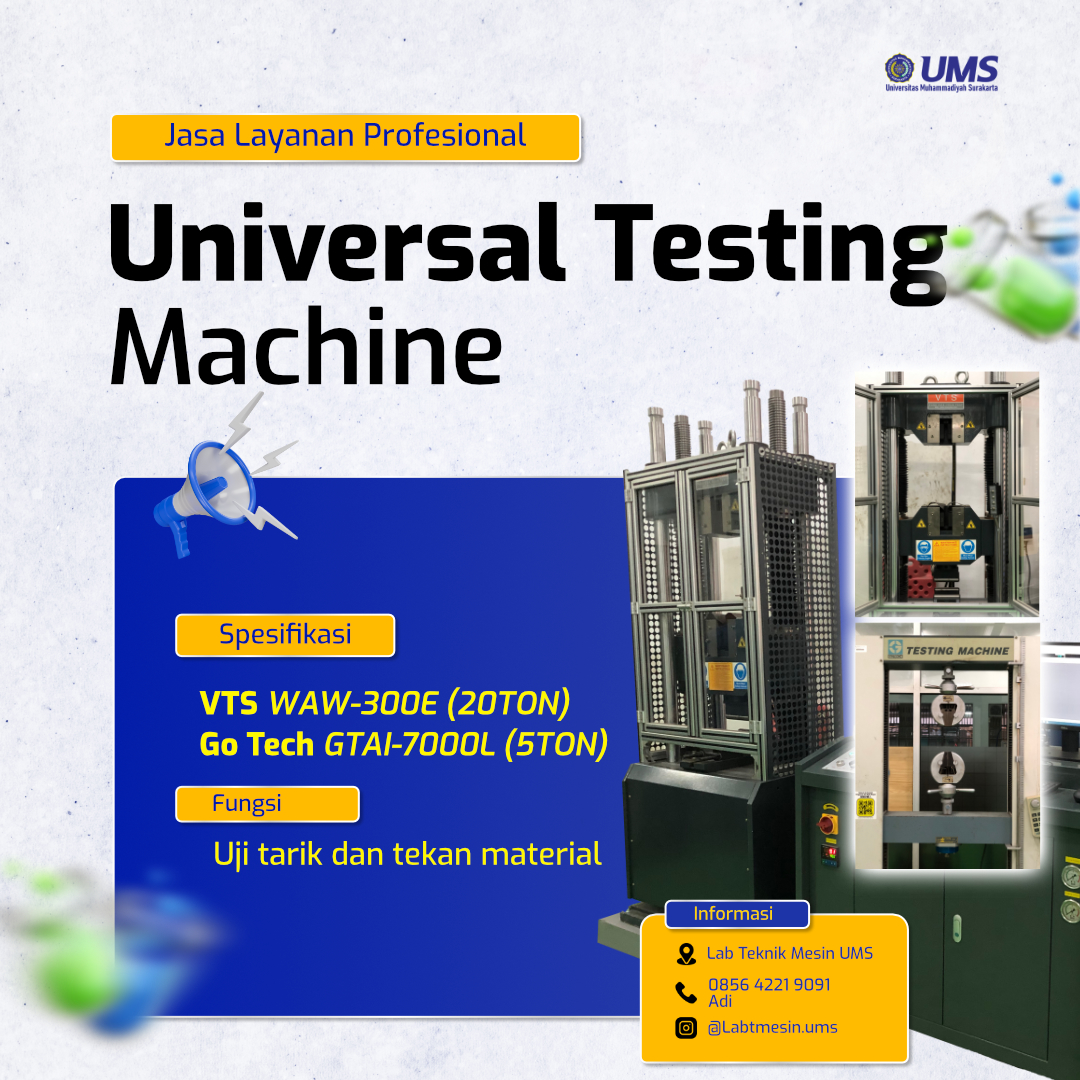 UMS
Universitas Muhammadiyah Surakarta
Jasa Layanan Profesional
Universal Testing
Machine
VTS
TESTING MACHINE
Spesifikasi
VTS WAW-300E (20TON)
Go Tech GTAI-7000L (5TON)
Fungsi
Uji tarik dan tekan material
Informasi
Lab Teknik Mesin UMS
0856 4221 9091
Adi
@Labtmesin.ums